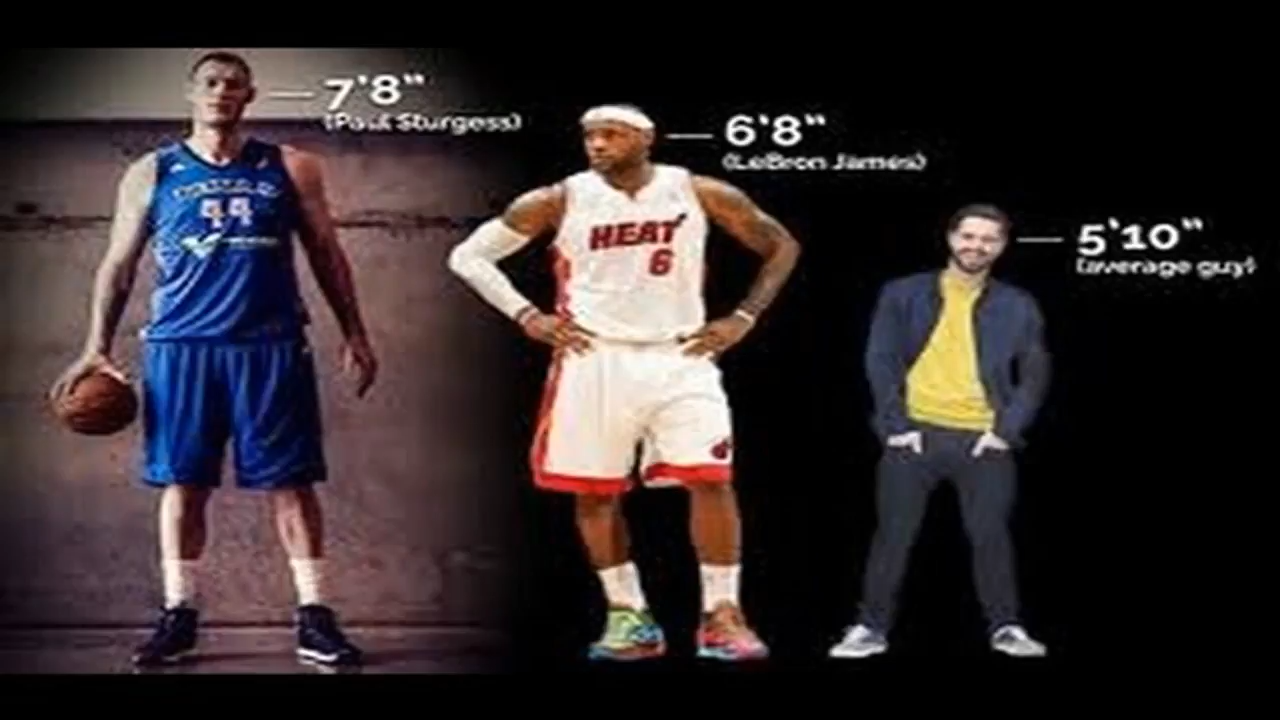 7'8"
(Paul Sturgess)
6'8"
(LeBron James)
5'10"
(average guy)
44
HEAT
6